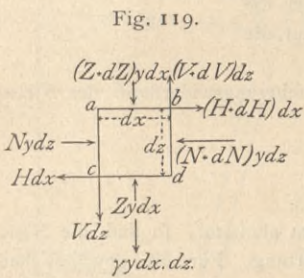 Fig. 119.
(Z+dZ)ydx (V+dV)dz
a b (H+dH) dx
dx
Nydz dz
(N+dN)ydz
c d
Hdx
Zydx
Vdz
γydx.dz.